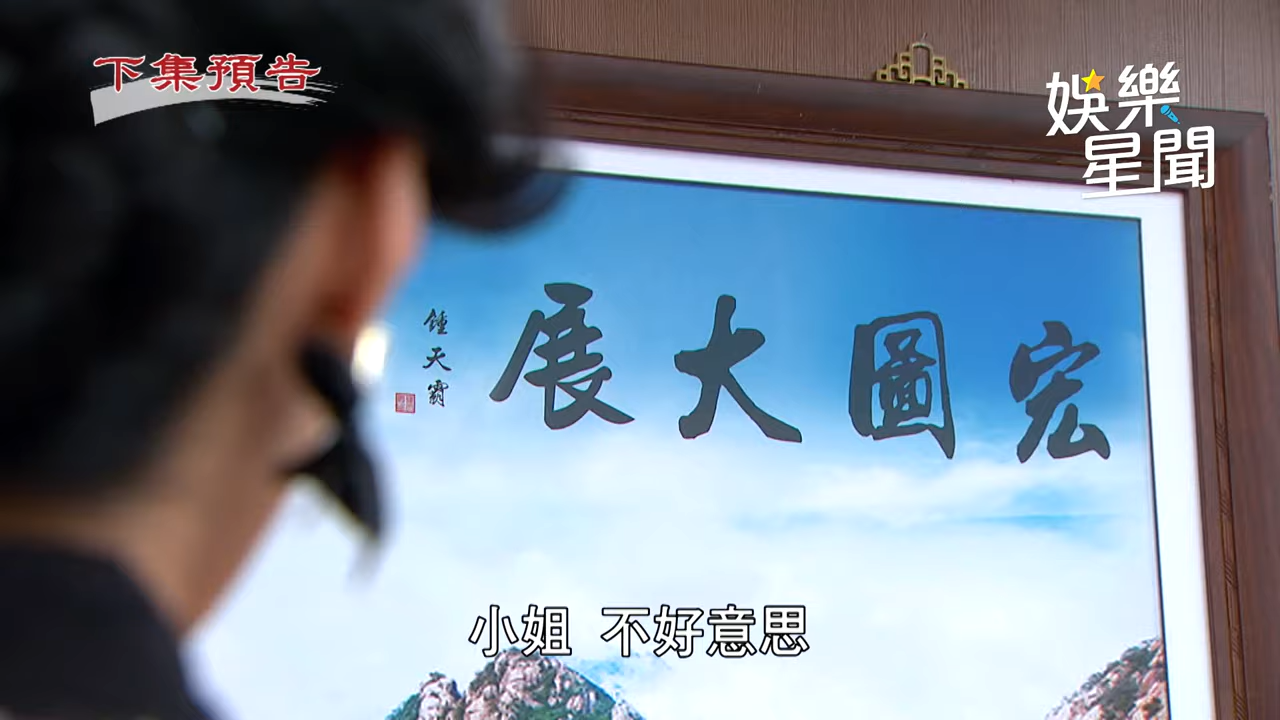 下集預告
娛樂
星聞
宏圖大展
鍾天霸
小姐 不好意思